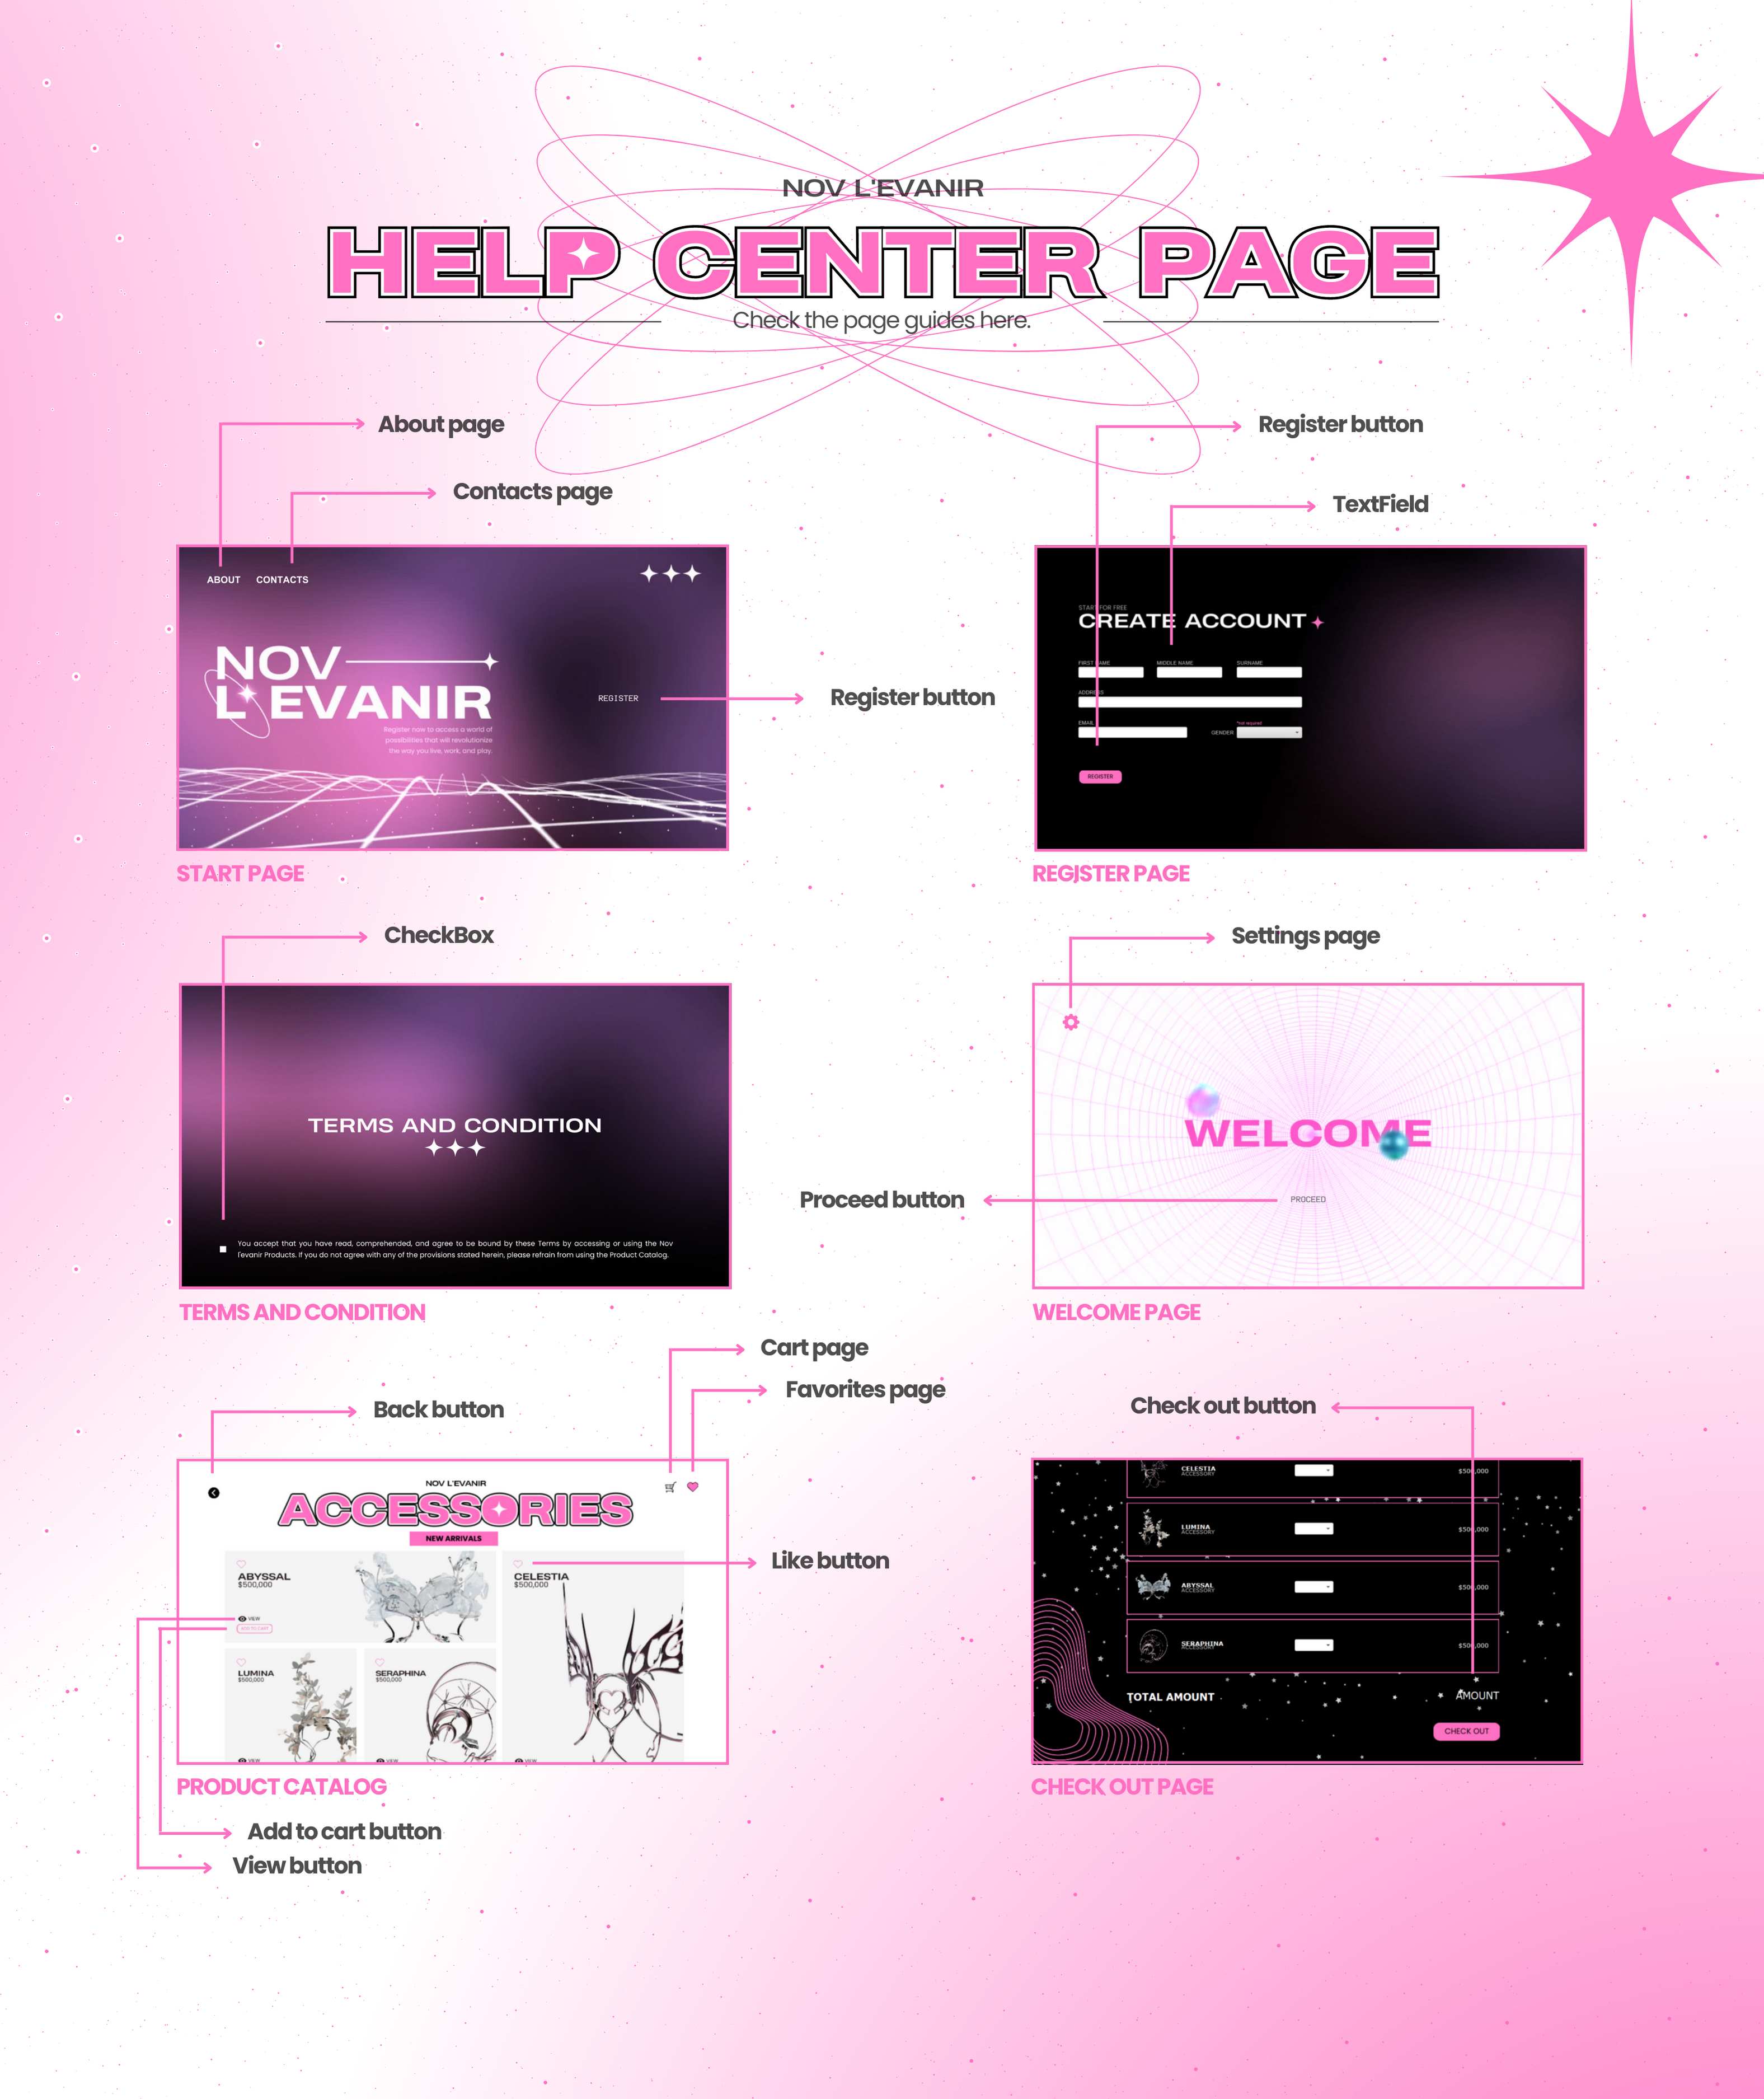 NOV L'EVANIR
HELP CENTER PAGE
Check the page guides here.
About page
Contacts page
ABOUT CONTACTS
NOV
L'EVANIR
Register now to access a world of
possibilities that will revolutionize
the way you live, work, and play.
REGISTER
Register button
START PAGE
Register button
TextField
START FOR FREE
CREATE ACCOUNT
FIRST NAME MIDDLE NAME SURNAME
ADDRESS
EMAIL
*not required
GENDER
REGISTER
REGISTER PAGE
CheckBox
TERMS AND CONDITION
You accept that you have read, comprehended, and agree to be bound by these Terms by accessing or using the Nov
l'evanir Products. If you do not agree with any of the provisions stated herein, please refrain from using the Product Catalog.
TERMS AND CONDITION
Settings page
WELCOME
PROCEED
Proceed button
WELCOME PAGE
Cart page
Favorites page
Back button
NOV L'EVANIR
ACCESSORIES
NEW ARRIVALS
ABYSSAL
$500,000
VIEW
ADD TO CART
CELESTIA
$500,000
Like button
LUMINA
$500,000
VIEW
SERAPHINA
$500,000
VIEW
VIEW
PRODUCT CATALOG
Add to cart button
View button
Check out button
CELESTIA
ACCESSORY
$500,000
LUMINA
ACCESSORY
$500,000
ABYSSAL
ACCESSORY
$500,000
SERAPHINA
ACCESSORY
$500,000
TOTAL AMOUNT
AMOUNT
CHECK OUT
CHECK OUT PAGE